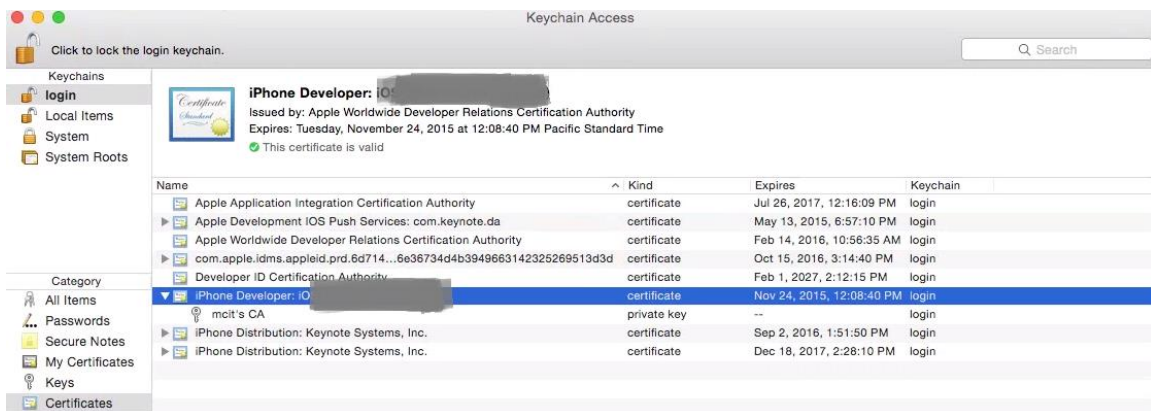 Keychain Access
Click to lock the login keychain.
Search
Keychains
login
Local Items
System
System Roots
Certificate
Standard
iPhone Developer: iOS
Issued by: Apple Worldwide Developer Relations Certification Authority
Expires: Tuesday, November 24, 2015 at 12:08:40 PM Pacific Standard Time
This certificate is valid
Name Kind Expires Keychain
Apple Application Integration Certification Authority certificate Jul 26, 2017, 12:16:09 PM login
Apple Development IOS Push Services: com.keynote.da certificate May 13, 2015, 6:57:10 PM login
Apple Worldwide Developer Relations Certification Authority certificate Feb 14, 2016, 10:56:35 AM login
com.apple.idms.appleid.prd.6d714...6e36734d4b3949663142325269513d3d certificate Oct 15, 2016, 3:14:40 PM login
Developer ID Certification Authority certificate Feb 1, 2027, 2:12:15 PM login
iPhone Developer: iO certificate Nov 24, 2015, 12:08:40 PM login
mcit's CA private key -- login
iPhone Distribution: Keynote Systems, Inc. certificate Sep 2, 2016, 1:51:50 PM login
iPhone Distribution: Keynote Systems, Inc. certificate Dec 18, 2017, 2:28:10 PM login
Category
All Items
Passwords
Secure Notes
My Certificates
Keys
Certificates